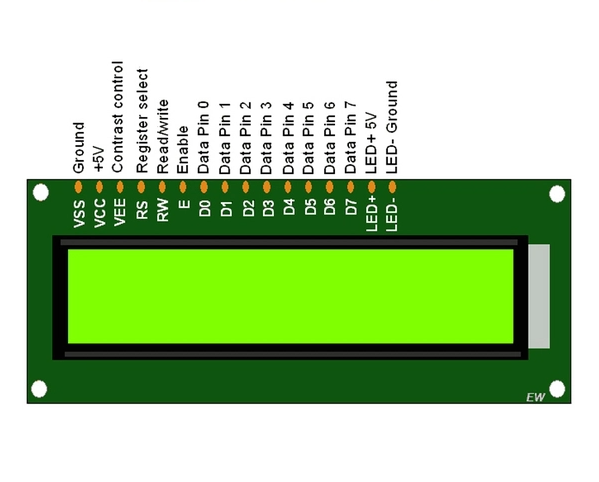 Ground
+5V
Contrast control
Register select
Read/write
Enable
Data Pin 0
Data Pin 1
Data Pin 2
Data Pin 3
Data Pin 4
Data Pin 5
Data Pin 6
Data Pin 7
LED+ 5V
LED- Ground
VSS
VCC
VEE
RS
RW
E
D0
D1
D2
D3
D4
D5
D6
D7
LED+
LED-
EW